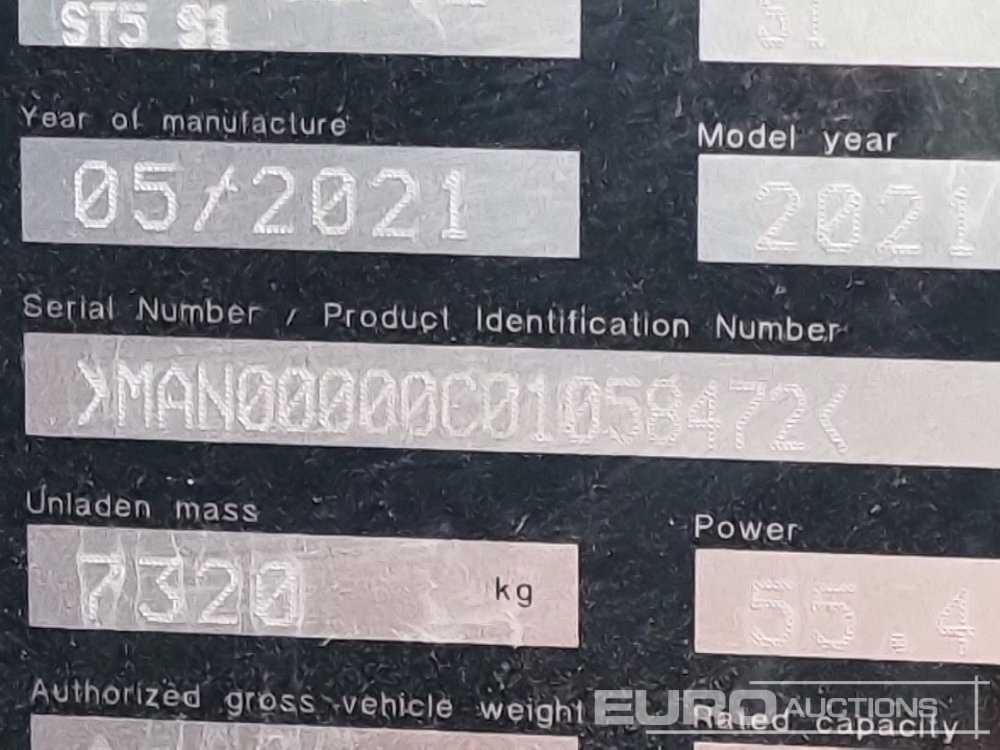 ST5 S1
Year of manufacture
05/2021
Model year
2021
Serial Number / Product Identification Number
>MAN00000C01058472<
Unladen mass
7320 kg
Power
55.4
Authorized gross vehicle weight
Rated capacity
EURO AUCTIONS